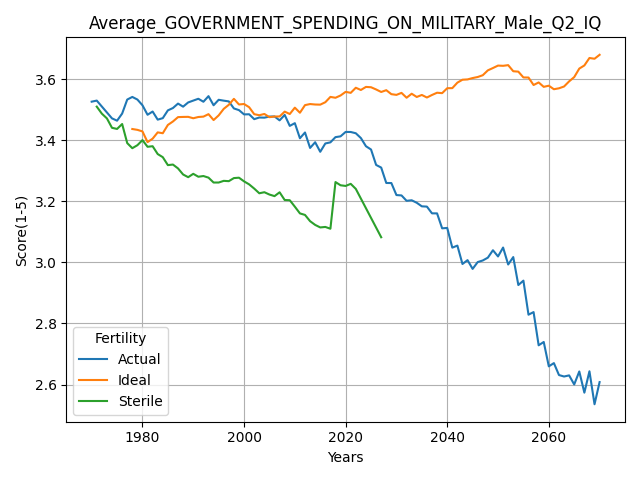 Average_GOVERNMENT_SPENDING_ON_MILITARY_Male_Q2_IQ
Score(1-5)
3.6
3.4
3.2
3.0
2.8
2.6
Fertility
Actual
Ideal
Sterile
1980 2000 2020 2040 2060
Years